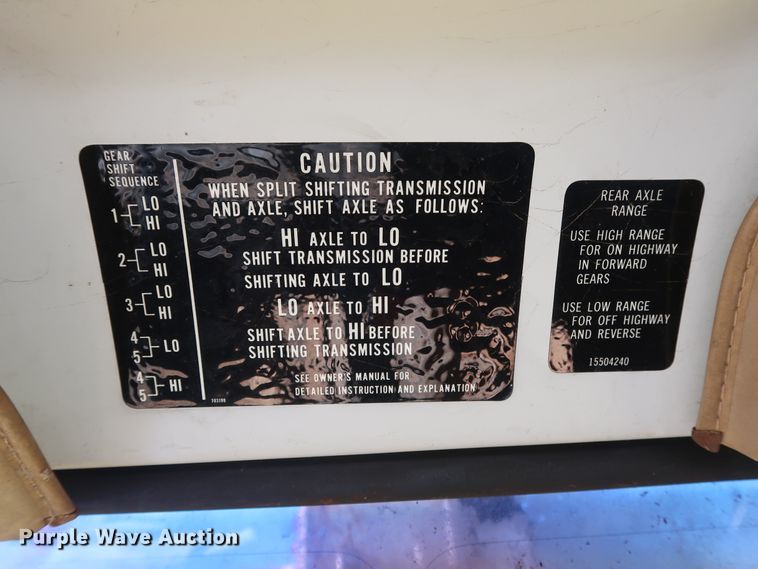 GEAR
SHIFT
SEQUENCE
1 LO
HI
2 LO
HI
3 LO
HI
4
5 LO
4
5 HI
CAUTION
WHEN SPLIT SHIFTING TRANSMISSION
AND AXLE, SHIFT AXLE AS FOLLOWS:
HI AXLE TO LO
SHIFT TRANSMISSION BEFORE
SHIFTING AXLE TO LO
LO AXLE TO HI
SHIFT AXLE TO HI BEFORE
SHIFTING TRANSMISSION
SEE OWNER'S MANUAL FOR
DETAILED INSTRUCTION AND EXPLANATION
REAR AXLE
RANGE
USE HIGH RANGE
FOR ON HIGHWAY
IN FORWARD
GEARS
USE LOW RANGE
FOR OFF HIGHWAY
AND REVERSE
15504240
Purple Wave Auction